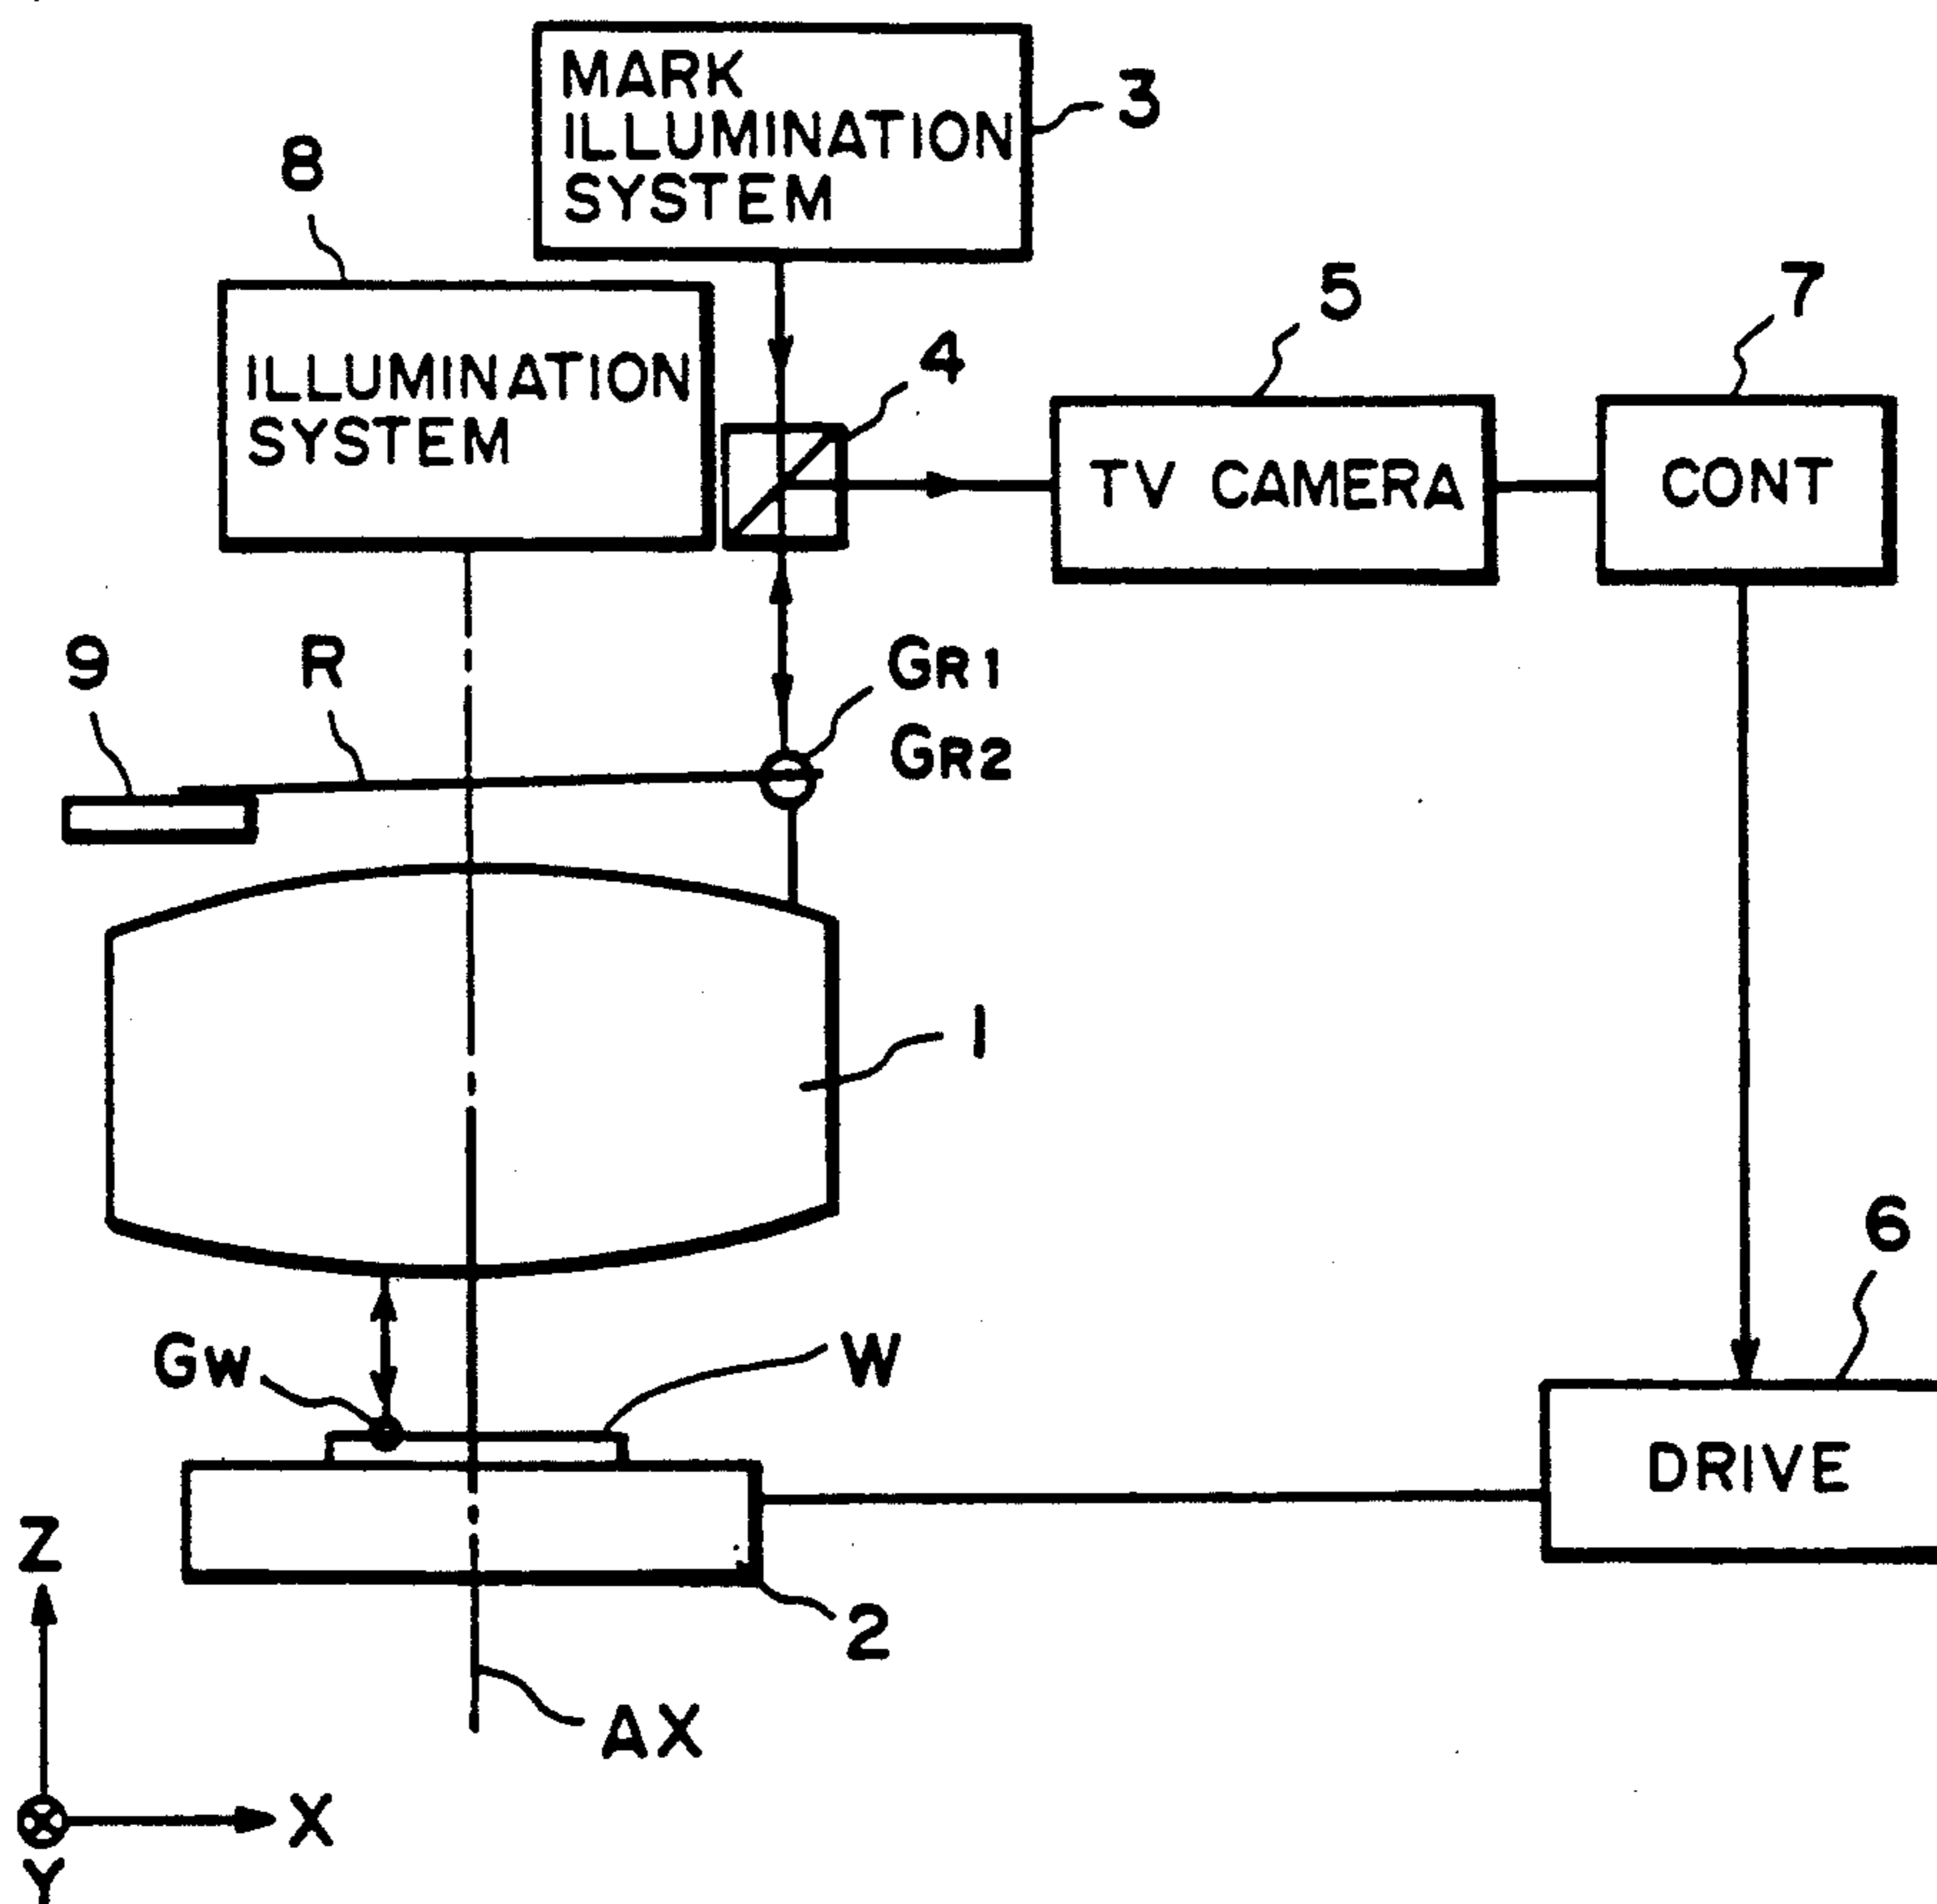 MARK
ILLUMINATION
SYSTEM
3
8
ILLUMINATION
SYSTEM
4
5
TV CAMERA
7
CONT
9
R
GR1
GR2
1
GW
W
6
DRIVE
2
AX
Z
X
Y